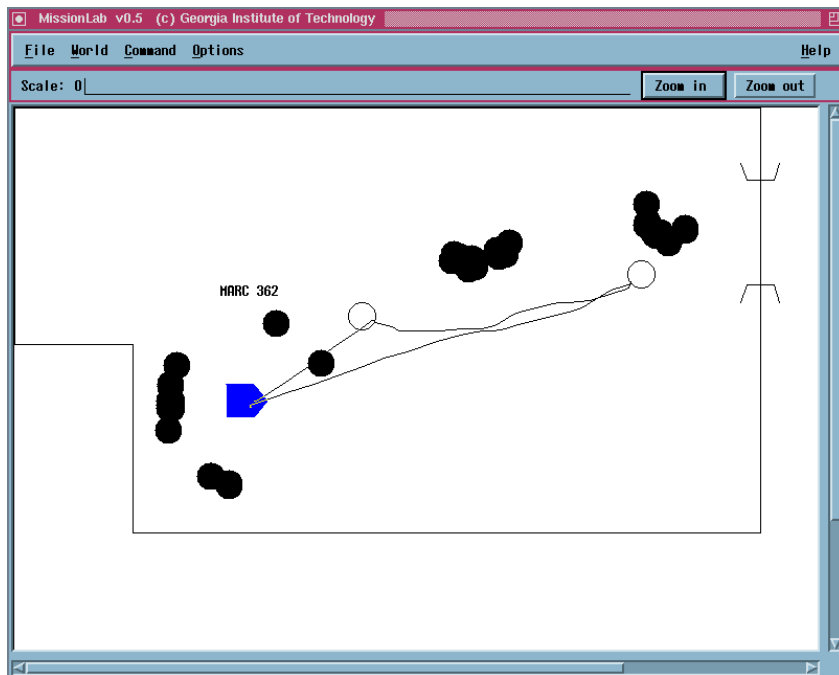 MissionLab v0.5 (c) Georgia Institute of Technology
File World Command Options Help
Scale: 0 Zoom in Zoom out
MARC 362